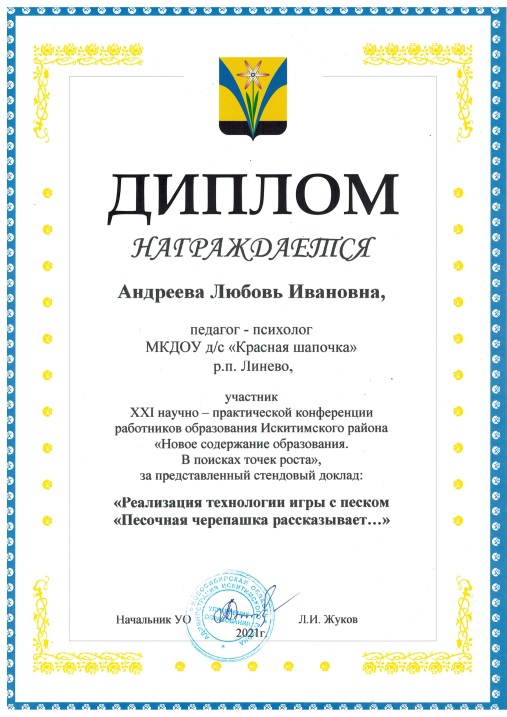 ДИПЛОМ
НАГРАЖДАЕТСЯ
Андреева Любовь Ивановна,
педагог - психолог
МКДОУ д/с «Красная шапочка»
р.п. Линево,
участник
XXI научно – практической конференции
работников образования Искитимского района
«Новое содержание образования.
В поисках точек роста»,
за представленный стендовый доклад:
«Реализация технологии игры с песком
«Песочная черепашка рассказывает…»
Начальник УО
Л.И. Жуков
2021г.